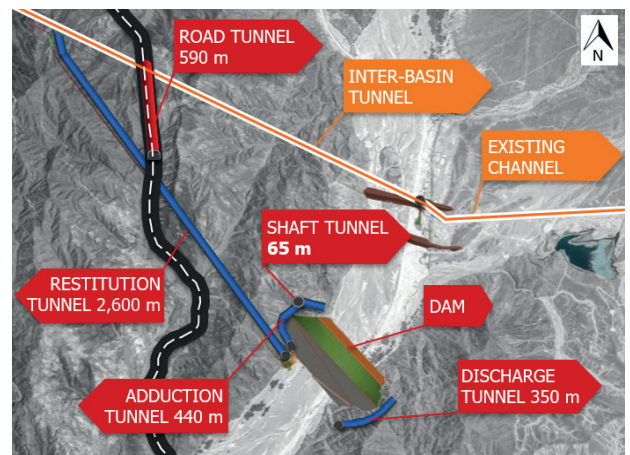 ROAD TUNNEL
590 m
N
INTER-BASIN
TUNNEL
EXISTING
CHANNEL
SHAFT TUNNEL
65 m
RESTITUTION
TUNNEL 2,600 m
DAM
ADDUCTION
TUNNEL 440 m
DISCHARGE
TUNNEL 350 m